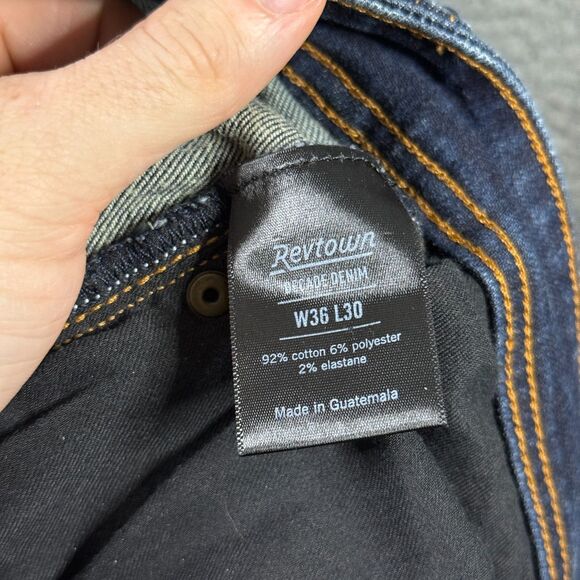 Revtown
DECADE DENIM
W36 L30
92% cotton 6% polyester
2% elastane
Made in Guatemala